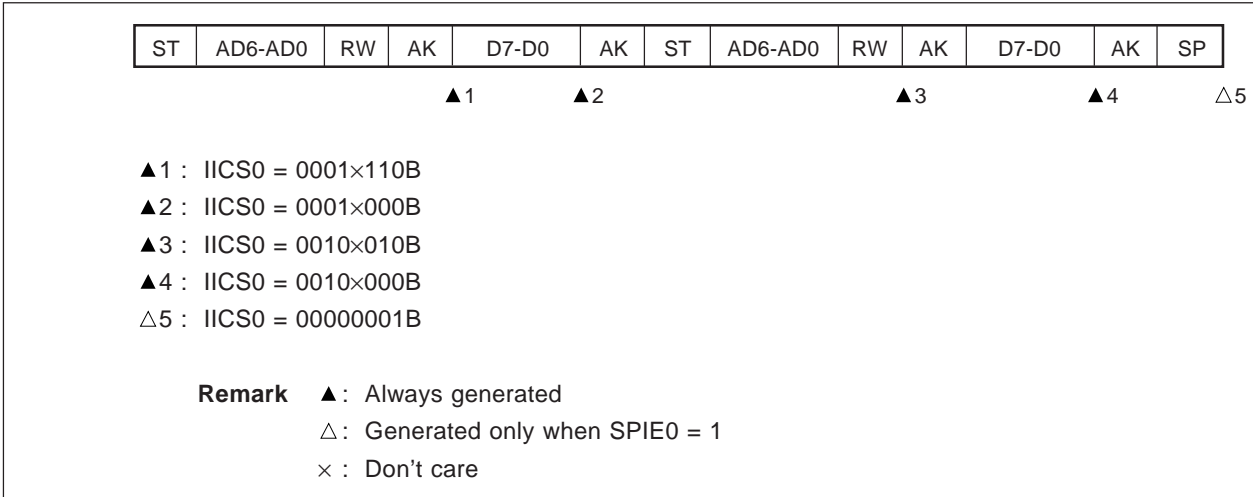 ST AD6-AD0 RW AK D7-D0 AK ST AD6-AD0 RW AK D7-D0 AK SP
▲1 ▲2 ▲3 ▲4 △5
▲1 : IICS0 = 0001×110B
▲2 : IICS0 = 0001×000B
▲3 : IICS0 = 0010×010B
▲4 : IICS0 = 0010×000B
△5 : IICS0 = 00000001B
Remark ▲ : Always generated
△ : Generated only when SPIE0 = 1
× : Don't care